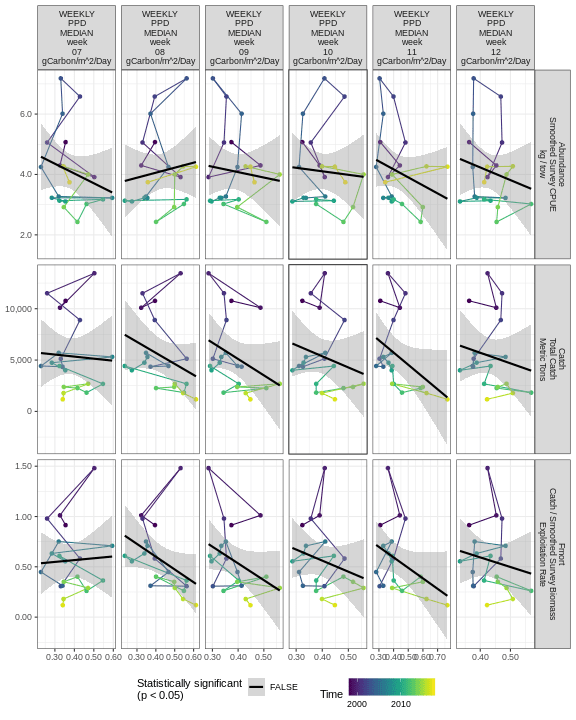 WEEKLY
PPD
MEDIAN
week
07
gCarbon/m^2/Day
WEEKLY
PPD
MEDIAN
week
08
gCarbon/m^2/Day
WEEKLY
PPD
MEDIAN
week
09
gCarbon/m^2/Day
WEEKLY
PPD
MEDIAN
week
10
gCarbon/m^2/Day
WEEKLY
PPD
MEDIAN
week
11
gCarbon/m^2/Day
WEEKLY
PPD
MEDIAN
week
12
gCarbon/m^2/Day
6.0
4.0
2.0
Abundance
Smoothed Survey CPUE
kg / tow
10,000
5,000
0
Catch
Total Catch
Metric Tons
1.50
1.00
0.50
0.00
Fmort
Catch / Smoothed Survey Biomass
Exploitation Rate
0.30 0.40 0.50 0.60
0.30 0.40 0.50
0.30 0.40 0.50
0.30 0.40 0.50
0.30 0.40 0.50 0.60 0.70
0.40 0.50
Statistically significant
(p < 0.05)
FALSE
Time
2000 2010